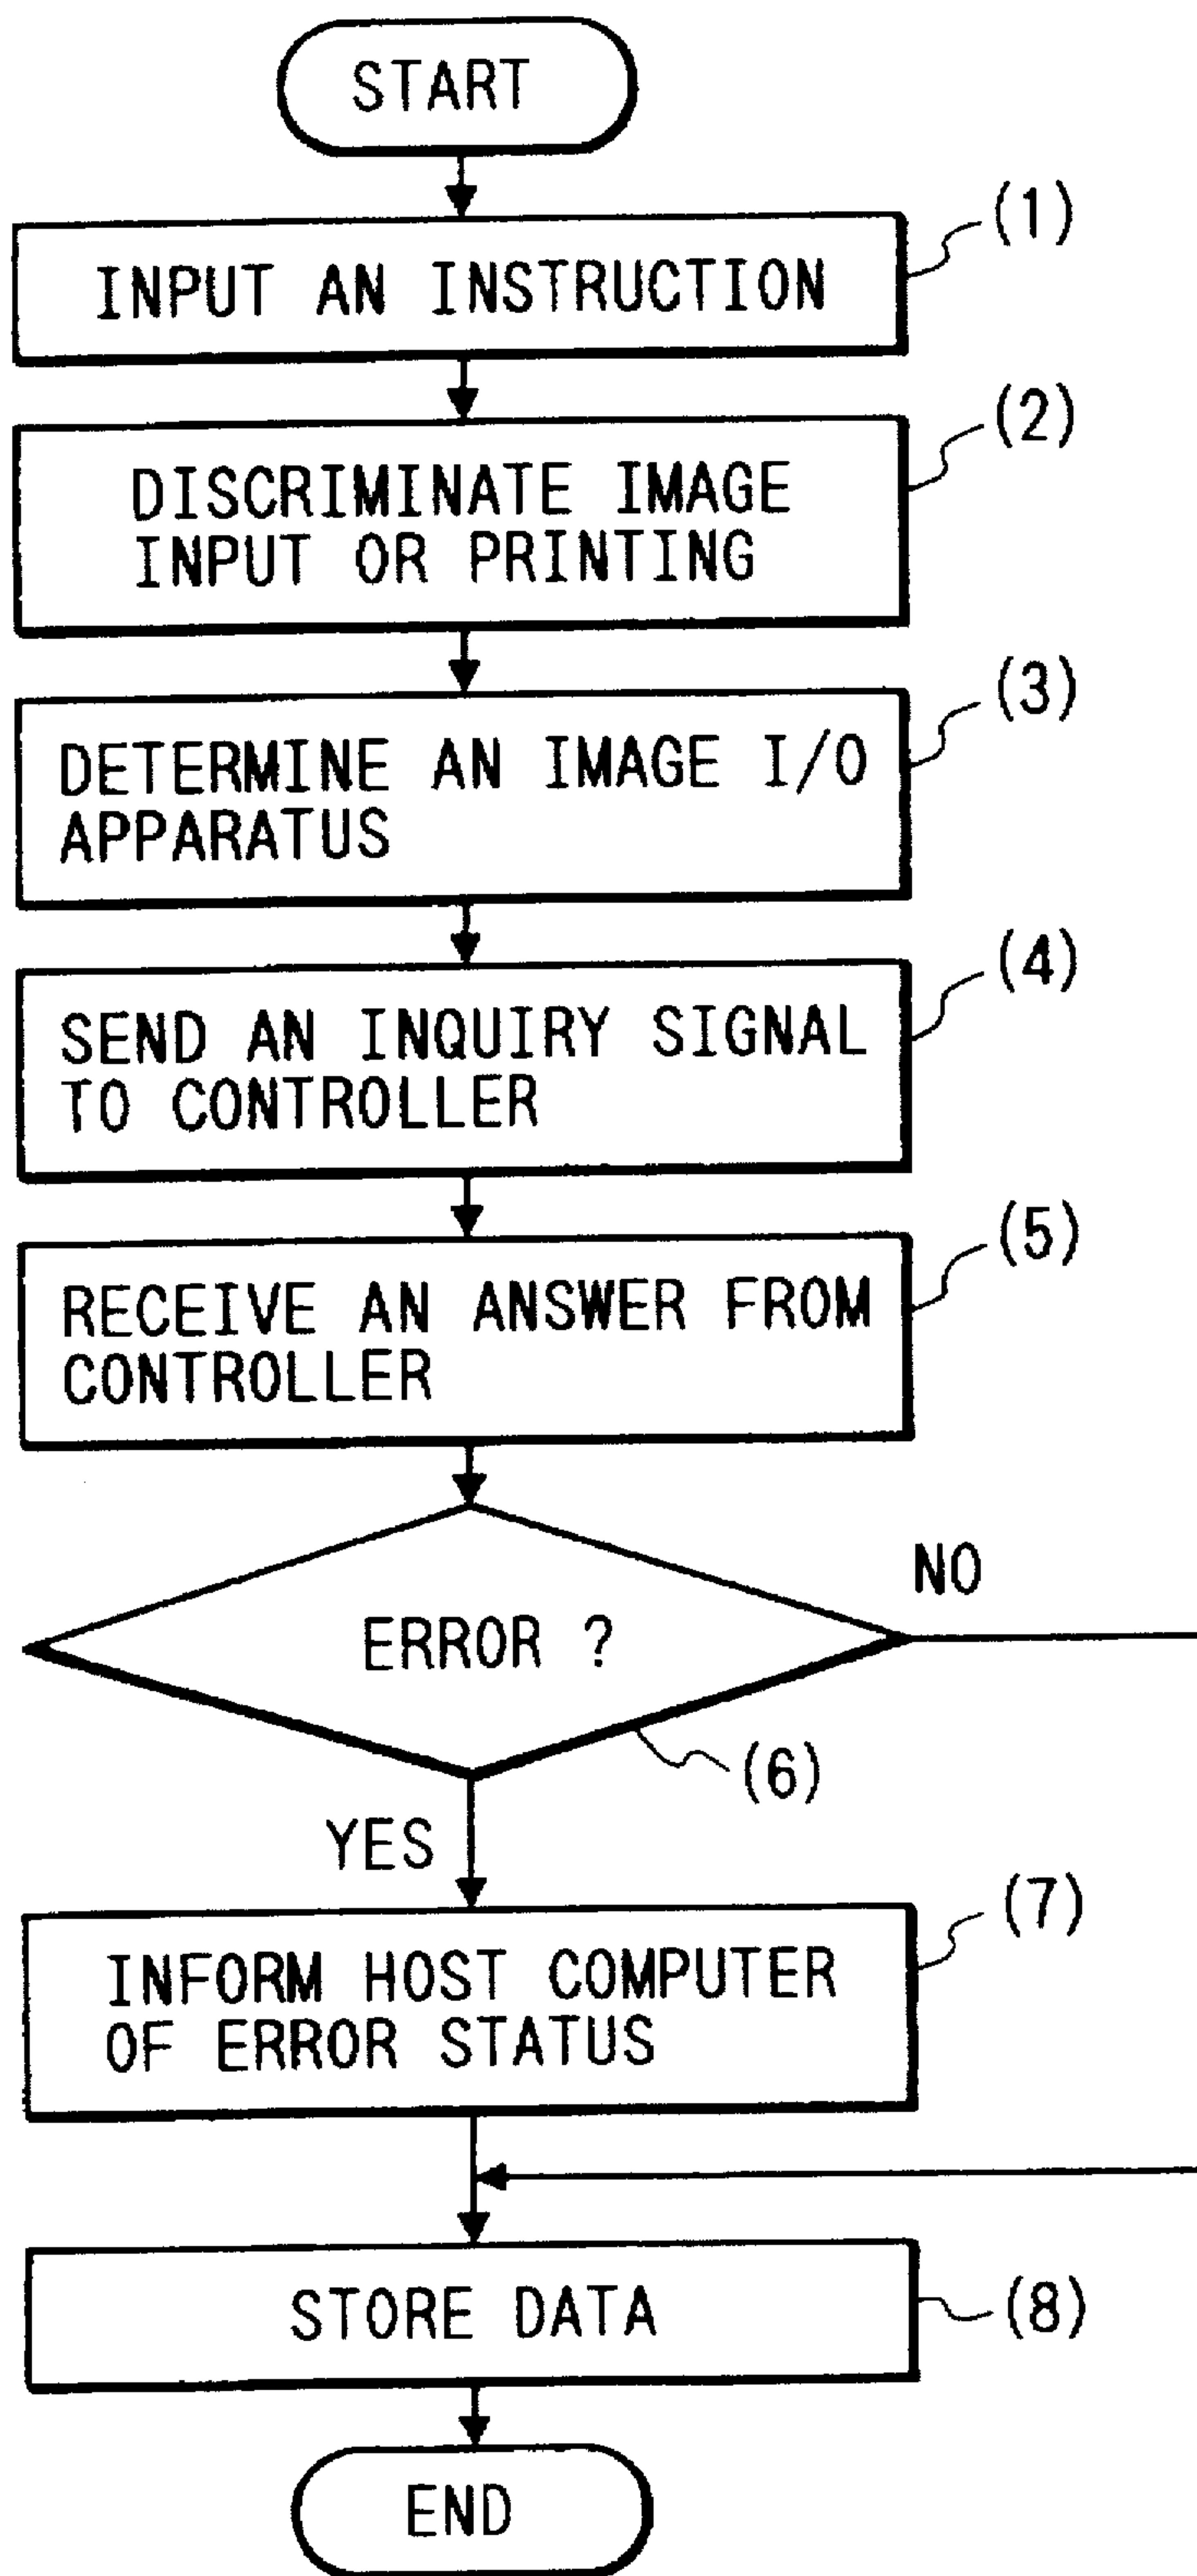 START
(1)
INPUT AN INSTRUCTION
(2)
DISCRIMINATE IMAGE
INPUT OR PRINTING
(3)
DETERMINE AN IMAGE I/O
APPARATUS
(4)
SEND AN INQUIRY SIGNAL
TO CONTROLLER
(5)
RECEIVE AN ANSWER FROM
CONTROLLER
NO
ERROR ?
(6)
YES
(7)
INFORM HOST COMPUTER
OF ERROR STATUS
STORE DATA
(8)
END